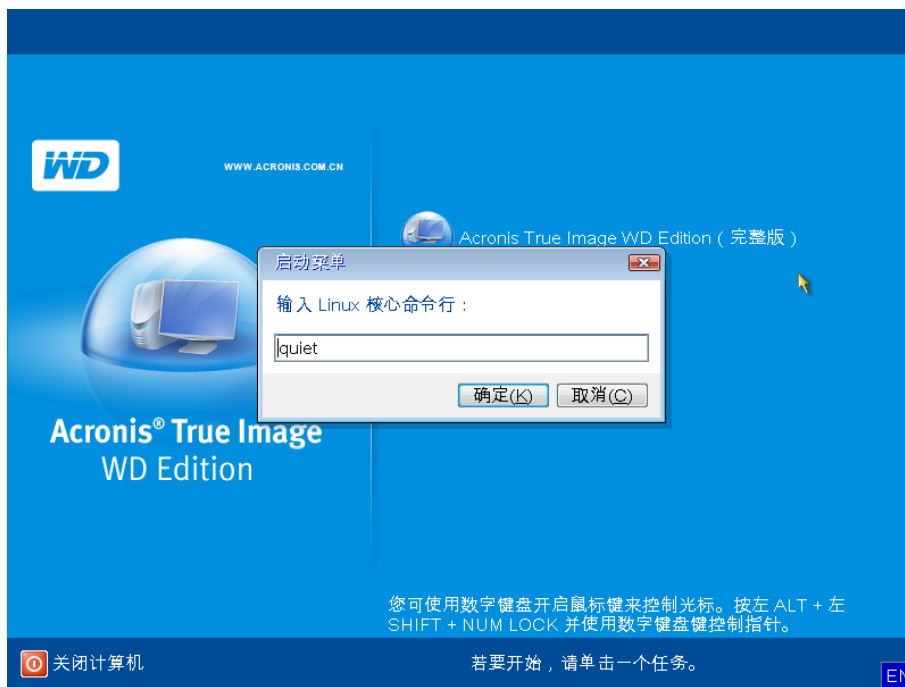 WD
WWW.ACRONIS.COM.CN
Acronis True Image WD Edition（完整版）
启动菜单
输入 Linux 核心命令行：
quiet
确定(K)
取消(C)
Acronis® True Image
WD Edition
您可使用数字键盘开启鼠标键来控制光标。按左 ALT + 左
SHIFT + NUM LOCK 并使用数字键盘键控制指针。
关闭计算机
若要开始，请单击一个任务。
EN